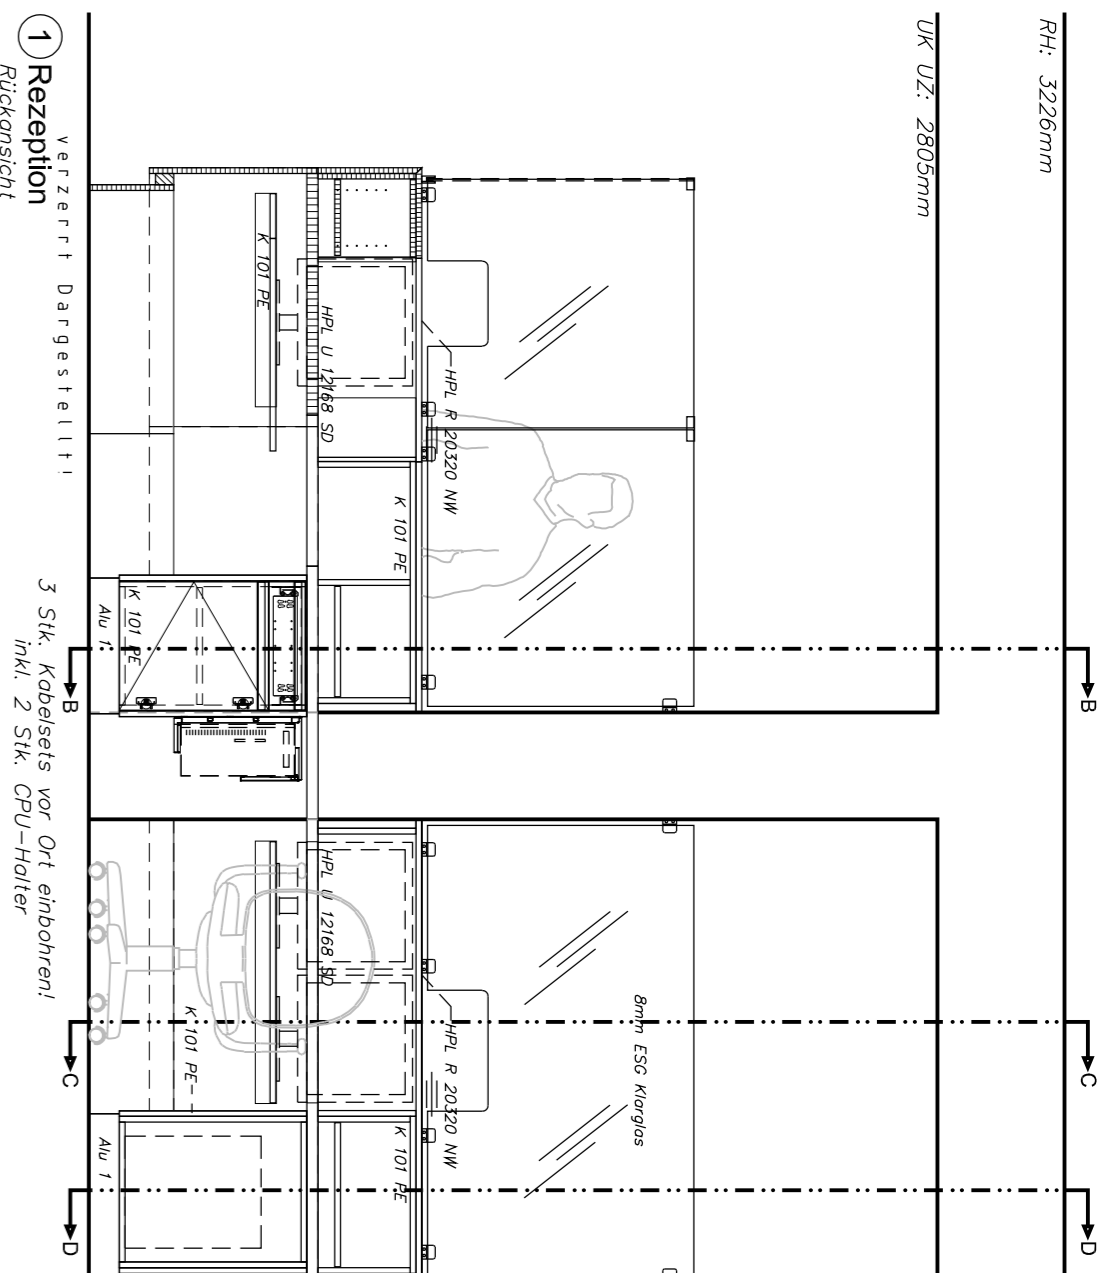 RH: 3226mm
UK UZ: 2805mm
8mm ESG Klarglas
HPL R 20320 NW
HPL R 20320 NW
K 101 PE
K 101 PE
HPL U 12168 SD
HPL U 12168 SD
K 101 PE
K 101 PE
K 101 PE
Alu 1
Alu 1
B
B
C
C
D
D
verzerrt Dargestellt!
1 Rezeption
Rückansicht
3 Stk. Kabelsets vor Ort einbohren!
inkl. 2 Stk. CPU-Halter